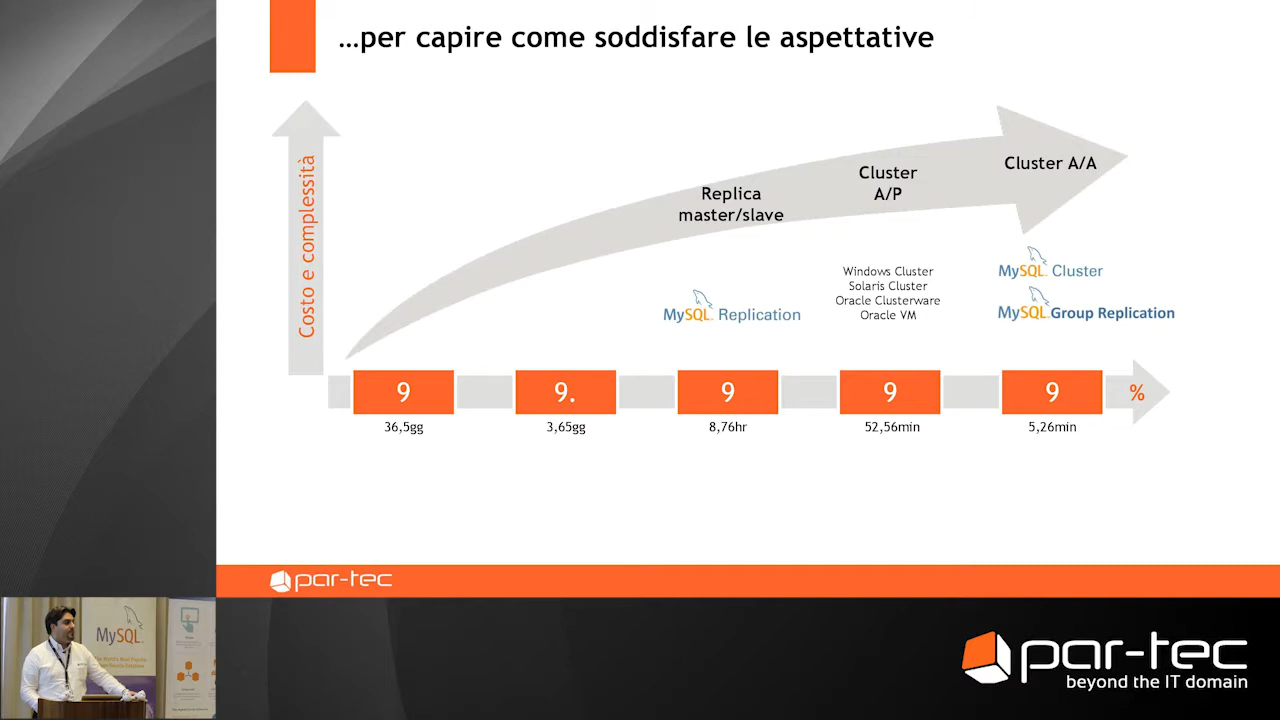 …per capire come soddisfare le aspettative
Costo e complessità
Replica
master/slave
Cluster
A/P
Cluster A/A
MySQL Replication
Windows Cluster
Solaris Cluster
Oracle Clusterware
Oracle VM
MySQL Cluster
MySQL Group Replication
9
9.
9
9
9
%
36,5gg
3,65gg
8,76hr
52,56min
5,26min
par-tec
MySQL
par-tec
beyond the IT domain